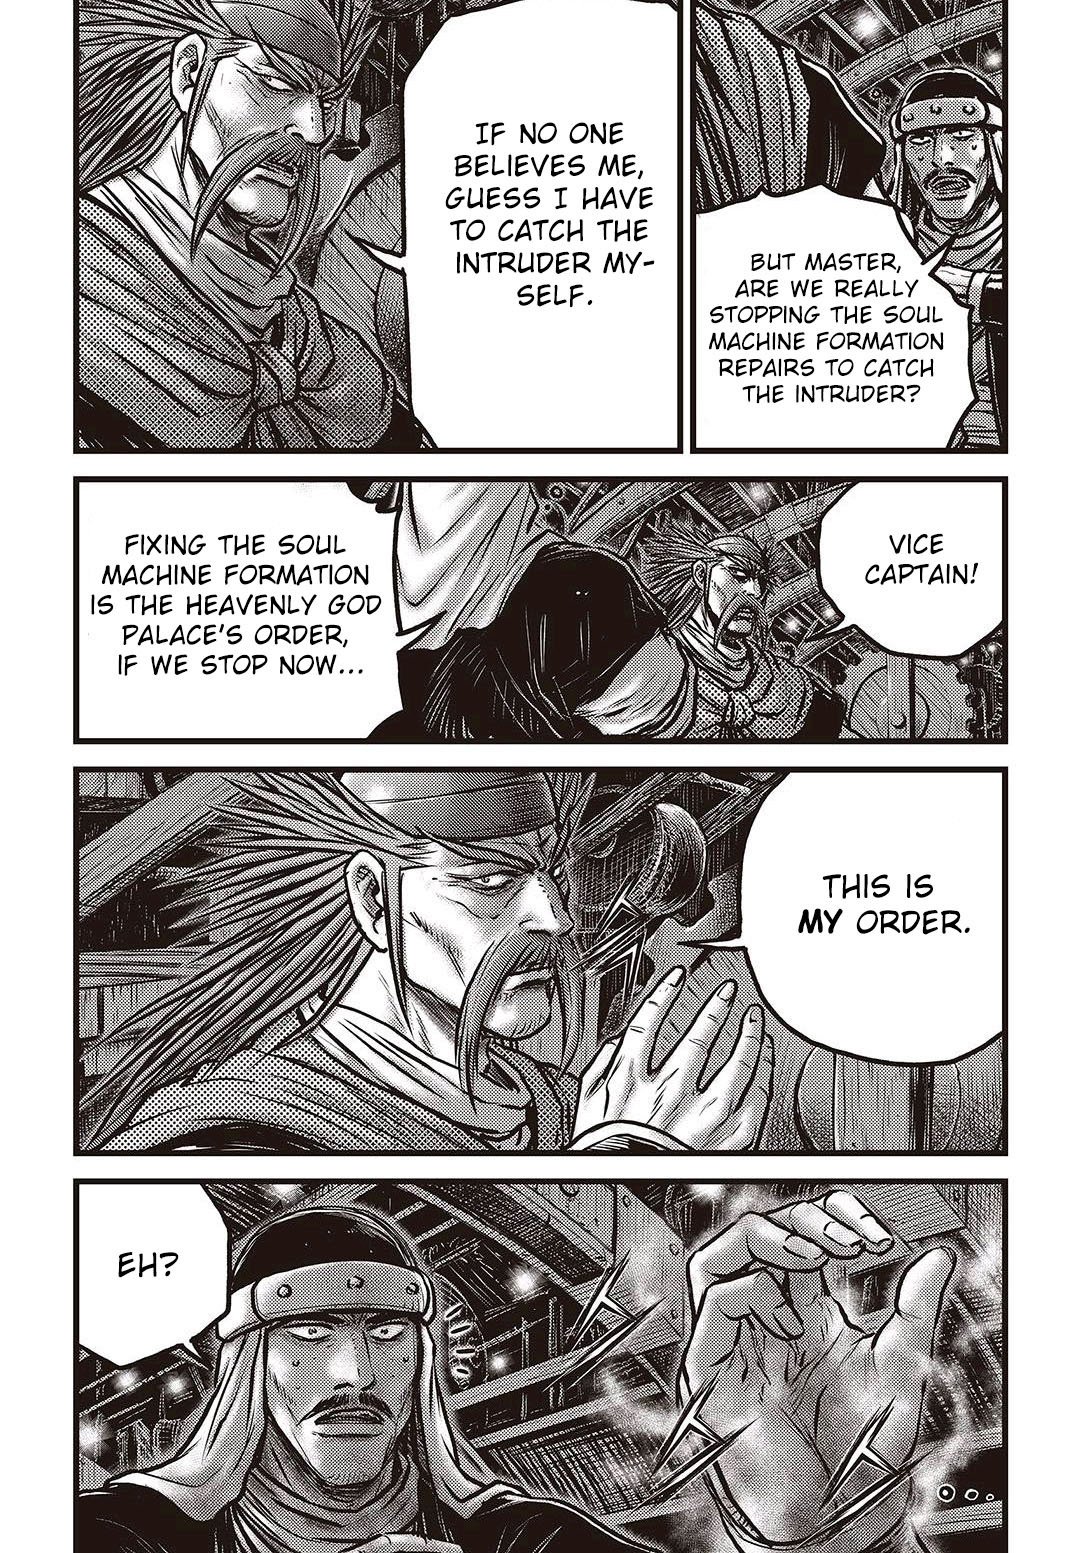 BUT MASTER,
ARE WE REALLY
STOPPING THE SOUL
MACHINE FORMATION
REPAIRS TO CATCH
THE INTRUDER?
IF NO ONE
BELIEVES ME,
GUESS I HAVE
TO CATCH THE
INTRUDER MY-
SELF.
VICE
CAPTAIN!
FIXING THE SOUL
MACHINE FORMATION
IS THE HEAVENLY GOD
PALACE'S ORDER,
IF WE STOP NOW...
THIS IS
MY ORDER.
...
EH?